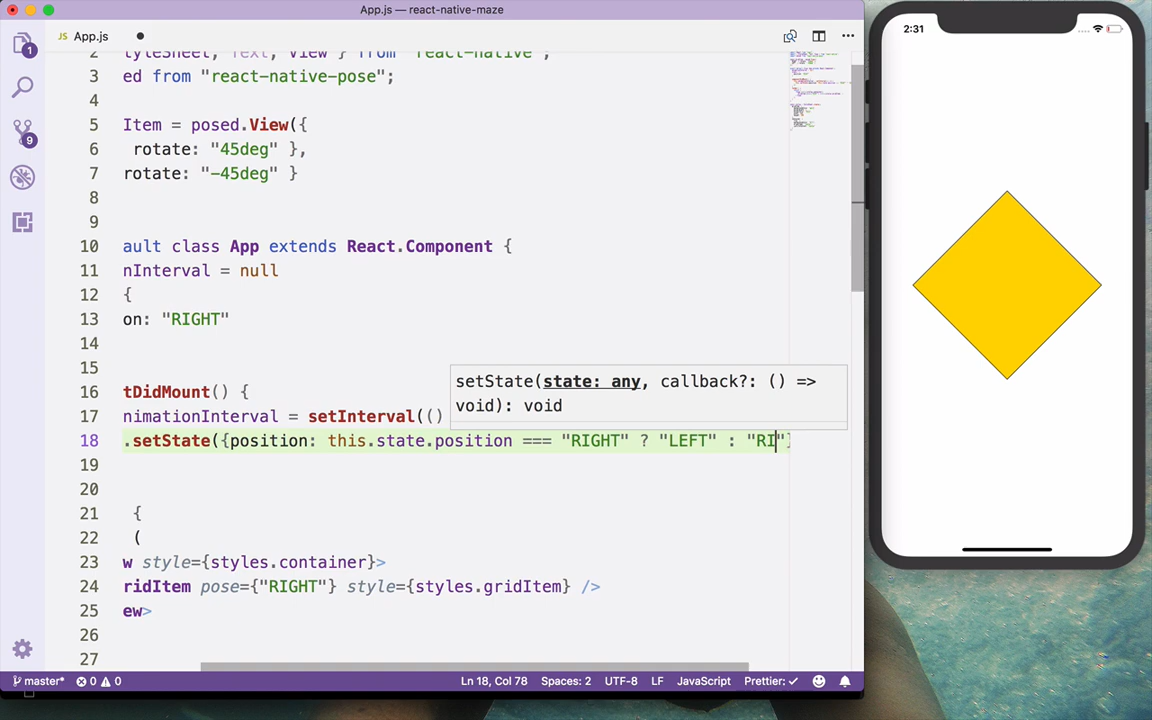 App.js — react-native-maze
JS App.js
2 tyleSheet, Text, View } from "react-native";
3 ed from "react-native-pose";
4
5 Item = posed.View({
6 rotate: "45deg" },
7 rotate: "-45deg" }
8
9
10 ault class App extends React.Component {
11 nInterval = null
12 {
13 on: "RIGHT"
14
15
16 tDidMount() {
17 nimationInterval = setInterval(()
18 .setState({position: this.state.position === "RIGHT" ? "LEFT" : "RI"}
19
20
21 {
22 (
23 w style={styles.container}>
24 ridItem pose={"RIGHT"} style={styles.gridItem} />
25 ew>
26
27
setState(state: any, callback?: () =>
void): void
1
9
master* 0 0 Ln 18, Col 78 Spaces: 2 UTF-8 LF JavaScript Prettier: ✓
2:31